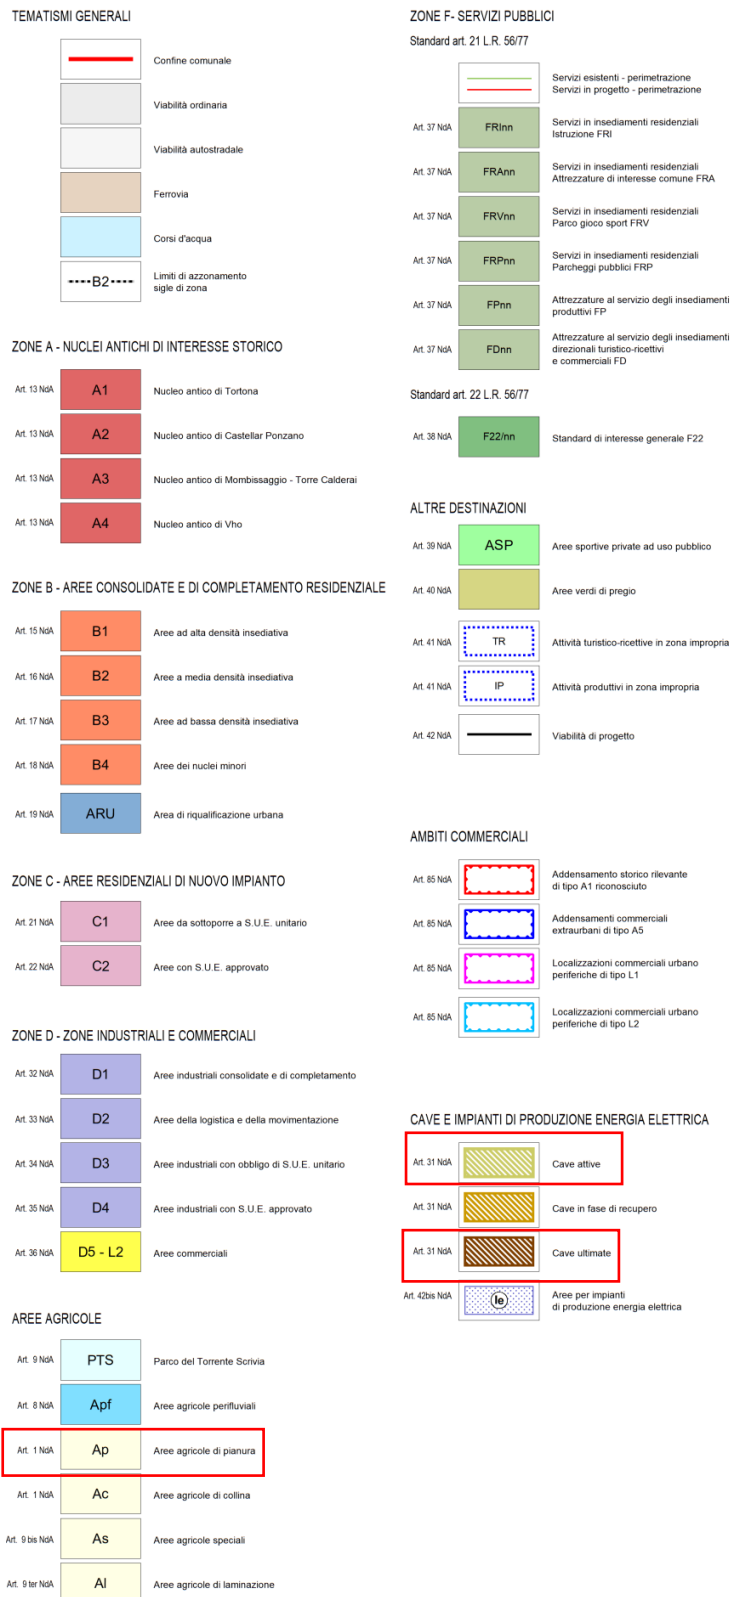 TEMATISMI GENERALI
Confine comunale
Viabilità ordinaria
Viabilità autostradale
Ferrovia
Corsi d'acqua
B2
Limiti di azzonamento
sigle di zona
ZONE A - NUCLEI ANTICHI DI INTERESSE STORICO
Art. 13 NdA A1 Nucleo antico di Tortona
Art. 13 NdA A2 Nucleo antico di Castellar Ponzano
Art. 13 NdA A3 Nucleo antico di Mombissaggio - Torre Calderai
Art. 13 NdA A4 Nucleo antico di Vho
ZONE B - AREE CONSOLIDATE E DI COMPLETAMENTO RESIDENZIALE
Art. 15 NdA B1 Aree ad alta densità insediativa
Art. 16 NdA B2 Aree a media densità insediativa
Art. 17 NdA B3 Aree ad bassa densità insediativa
Art. 18 NdA B4 Aree dei nuclei minori
Art. 19 NdA ARU Area di riqualificazione urbana
ZONE C - AREE RESIDENZIALI DI NUOVO IMPIANTO
Art. 21 NdA C1 Aree da sottoporre a S.U.E. unitario
Art. 22 NdA C2 Aree con S.U.E. approvato
ZONE D - ZONE INDUSTRIALI E COMMERCIALI
Art. 32 NdA D1 Aree industriali consolidate e di completamento
Art. 33 NdA D2 Aree della logistica e della movimentazione
Art. 34 NdA D3 Aree industriali con obbligo di S.U.E. unitario
Art. 35 NdA D4 Aree industriali con S.U.E. approvato
Art. 36 NdA D5 - L2 Aree commerciali
AREE AGRICOLE
Art. 9 NdA PTS Parco del Torrente Scrivia
Art. 8 NdA Apf Aree agricole perifluviali
Art. 1 NdA Ap Aree agricole di pianura
Art. 1 NdA Ac Aree agricole di collina
Art. 9 bis NdA As Aree agricole speciali
Art. 9 ter NdA Al Aree agricole di laminazione
ZONE F- SERVIZI PUBBLICI
Standard art. 21 L.R. 56/77
Servizi esistenti - perimetrazione
Servizi in progetto - perimetrazione
Art. 37 NdA FRInn Servizi in insediamenti residenziali
Istruzione FRI
Art. 37 NdA FRAnn Servizi in insediamenti residenziali
Attrezzature di interesse comune FRA
Art. 37 NdA FRVnn Servizi in insediamenti residenziali
Parco gioco sport FRV
Art. 37 NdA FRPnn Servizi in insediamenti residenziali
Parcheggi pubblici FRP
Art. 37 NdA FPnn Attrezzature al servizio degli insediamenti
produttivi FP
Art. 37 NdA FDnn Attrezzature al servizio degli insediamenti
direzionali turistico-ricettivi
e commerciali FD
Standard art. 22 L.R. 56/77
Art. 38 NdA F22/nn Standard di interesse generale F22
ALTRE DESTINAZIONI
Art. 39 NdA ASP Aree sportive private ad uso pubblico
Art. 40 NdA Aree verdi di pregio
Art. 41 NdA TR Attività turistico-ricettive in zona impropria
Art. 41 NdA IP Attività produttivi in zona impropria
Art. 42 NdA Viabilità di progetto
AMBITI COMMERCIALI
Art. 85 NdA Addensamento storico rilevante
di tipo A1 riconosciuto
Art. 85 NdA Addensamenti commerciali
extraurbani di tipo A5
Art. 85 NdA Localizzazioni commerciali urbano
periferiche di tipo L1
Art. 85 NdA Localizzazioni commerciali urbano
periferiche di tipo L2
CAVE E IMPIANTI DI PRODUZIONE ENERGIA ELETTRICA
Art. 31 NdA Cave attive
Art. 31 NdA Cave in fase di recupero
Art. 31 NdA Cave ultimate
Art. 42bis NdA Ie Aree per impianti
di produzione energia elettrica